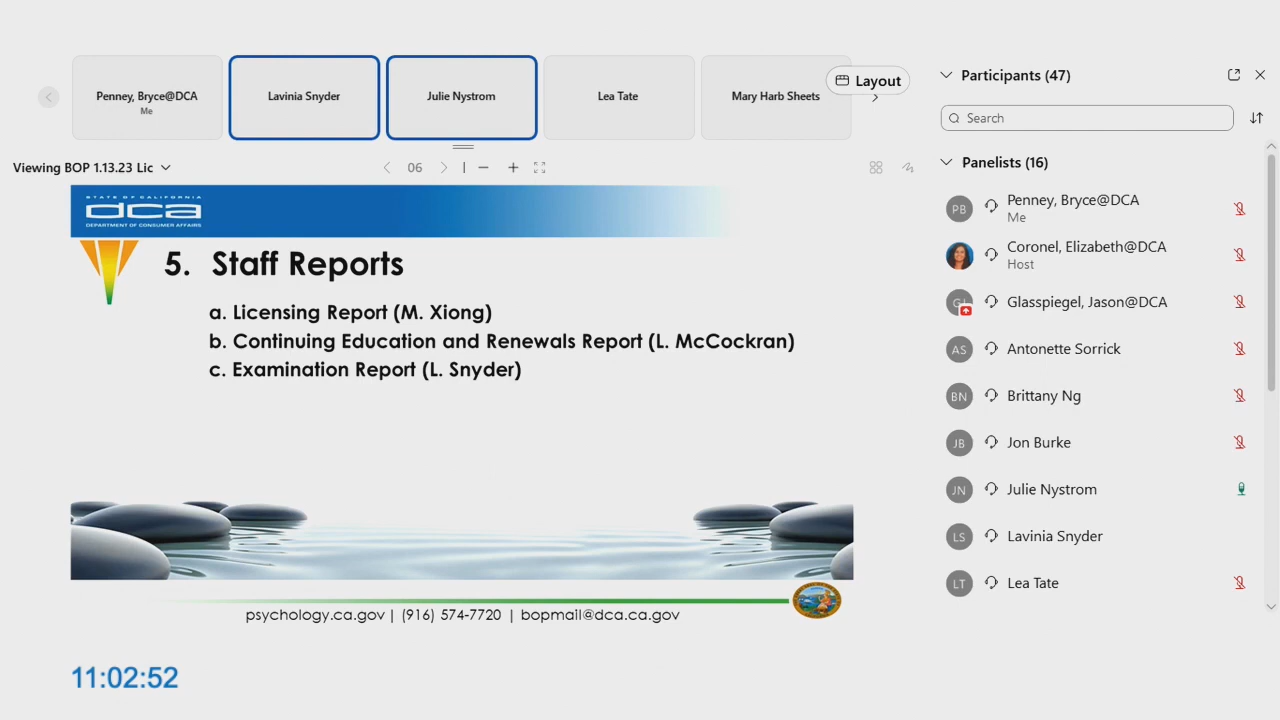 Penney, Bryce@DCA
Me
Lavinia Snyder
Julie Nystrom
Lea Tate
Mary Harb Sheets
Layout
Viewing BOP 1.13.23 Lic
06
STATE OF CALIFORNIA
dca
DEPARTMENT OF CONSUMER AFFAIRS
5. Staff Reports
a. Licensing Report (M. Xiong)
b. Continuing Education and Renewals Report (L. McCockran)
c. Examination Report (L. Snyder)
psychology.ca.gov | (916) 574-7720 | bopmail@dca.ca.gov
11:02:52
Participants (47)
Search
Panelists (16)
PB
Penney, Bryce@DCA
Me
Coronel, Elizabeth@DCA
Host
GJ
Glasspiegel, Jason@DCA
AS
Antonette Sorrick
BN
Brittany Ng
JB
Jon Burke
JN
Julie Nystrom
LS
Lavinia Snyder
LT
Lea Tate